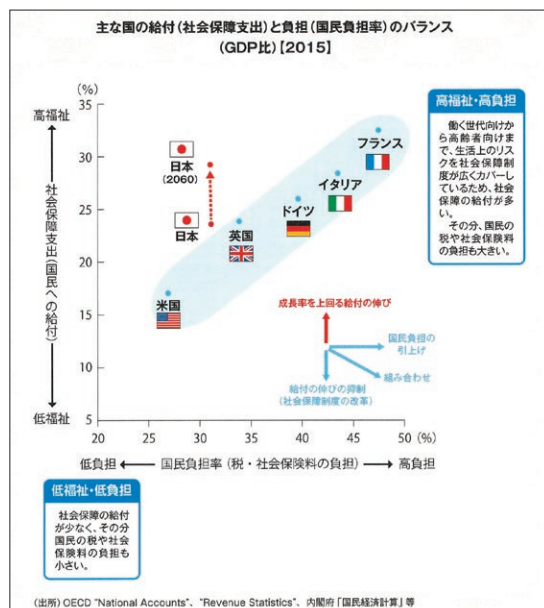 主な国の給付(社会保障支出)と負担(国民負担率)のバランス
(GDP比)【2015】
(%)
高福祉
社会保障支出(国民への給付)
低福祉
35
30
25
20
15
10
5
日本
(2060)
日本
米国
英国
ドイツ
イタリア
フランス
成長率を上回る給付の伸び
国民負担の
引上げ
組み合わせ
給付の伸びの抑制
(社会保障制度の改革)
20
25
30
35
40
45
50
(%)
低負担
国民負担率(税・社会保険料の負担)
高負担
高福祉・高負担
働く世代向けか
ら高齢者向けま
で、生活上のリス
クを社会保障制
度が広くカバーし
ているため、社会
保障の給付が多
い。
その分、国民の
税や社会保険料
の負担も大きい。
低福祉・低負担
社会保障の給付
が少なく、その分
国民の税や社会
保険料の負担も
小さい。
(出所)OECD "National Accounts"、"Revenue Statistics"、内閣府「国民経済計算」等